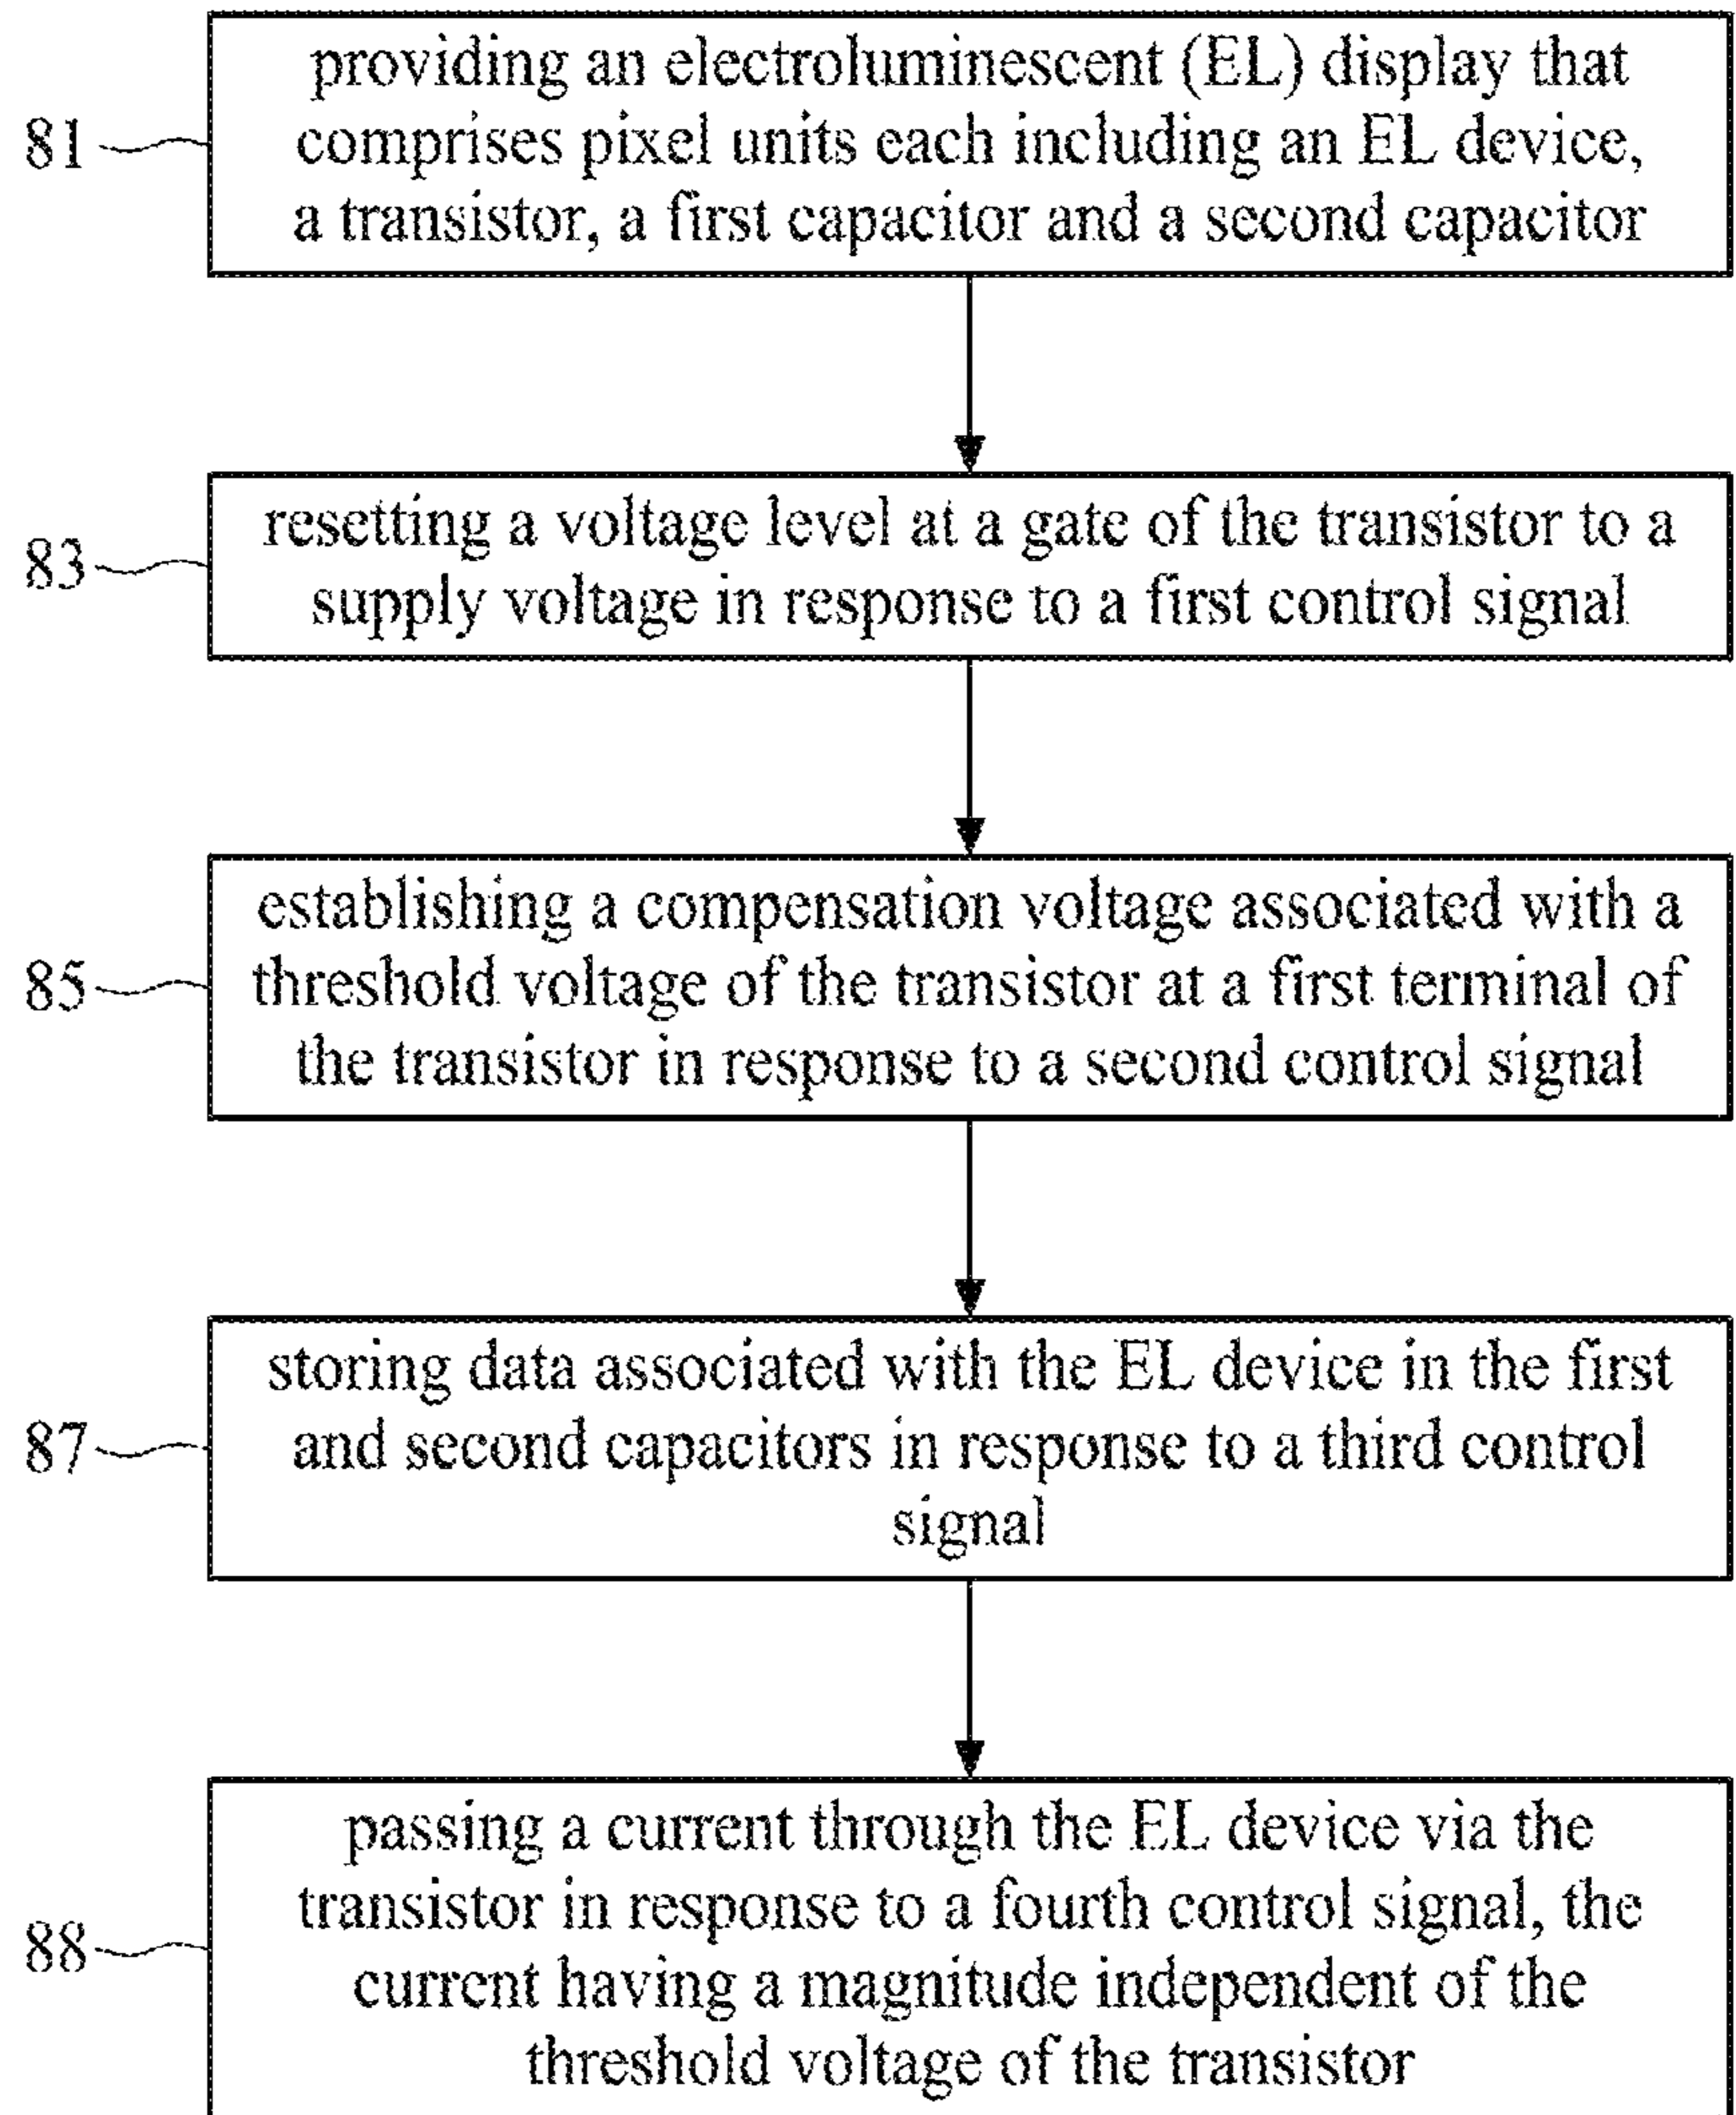 providing an electroluminescent (EL) display that
81
comprises pixel units each including an EL device,
a transistor, a first capacitor and a second capacitor
resetting a voltage level at a gate of the transistor to a
83
supply voltage in response to a first control signal
establishing a compensation voltage associated with a
85
threshold voltage of the transistor at a first terminal of
the transistor in response to a second control signal
storing data associated with the EL device in the first
87
and second capacitors in response to a third control
signal
passing a current through the EL device via the
transistor in response to a fourth control signal, the
88
current having a magnitude independent of the
threshold voltage of the transistor